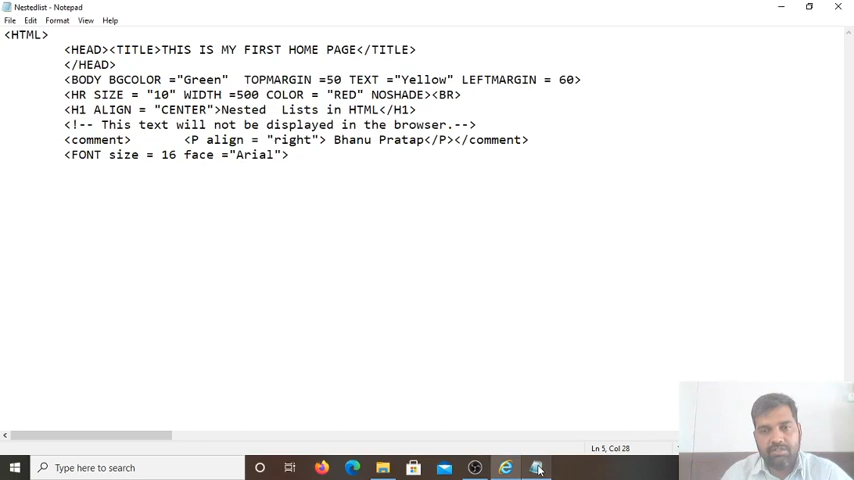 Nestedlist - Notepad
File Edit Format View Help
<HTML>
<HEAD><TITLE>THIS IS MY FIRST HOME PAGE</TITLE>
</HEAD>
<BODY BGCOLOR ="Green"  TOPMARGIN =50 TEXT ="Yellow" LEFTMARGIN = 60>
<HR SIZE = "10" WIDTH =500 COLOR = "RED" NOSHADE><BR>
<H1 ALIGN = "CENTER">Nested  Lists in HTML</H1>
<!-- This text will not be displayed in the browser.-->
<comment>       <P align = "right"> Bhanu Pratap</P></comment>
<FONT size = 16 face ="Arial">
Ln 5, Col 28
Type here to search